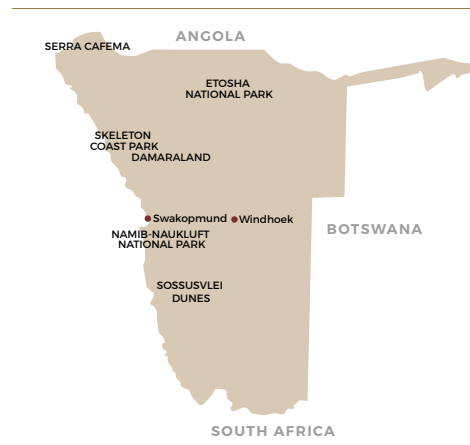 ANGOLA
SERRA CAFEMA
ETOSHA
NATIONAL PARK
SKELETON
COAST PARK
DAMARALAND
Swakopmund
Windhoek
BOTSWANA
NAMIB-NAUKLUFT
NATIONAL PARK
SOSSUSVLEI
DUNES
SOUTH AFRICA